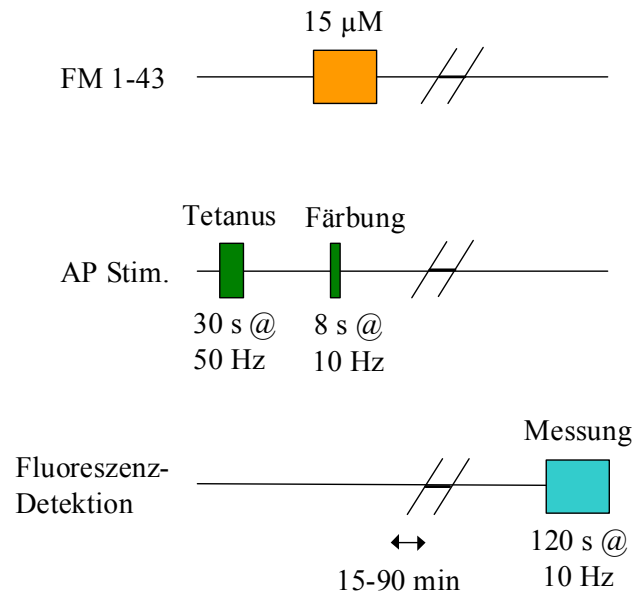 15 µM
FM 1-43
Tetanus
Färbung
AP Stim.
30 s @
50 Hz
8 s @
10 Hz
Messung
Fluoreszenz-
Detektion
120 s @
10 Hz
15-90 min